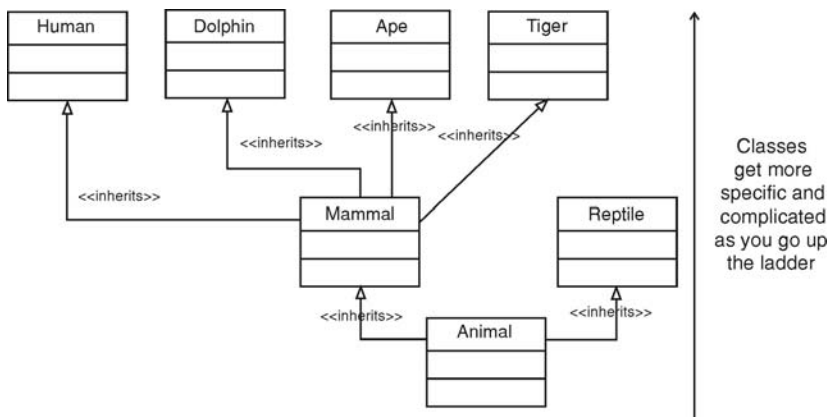 Human
Dolphin
Ape
Tiger
<<inherits>>
<<inherits>>
<<inherits>>
<<inherits>>
Mammal
Reptile
<<inherits>>
<<inherits>>
Animal
Classes
get more
specific and
complicated
as you go up
the ladder